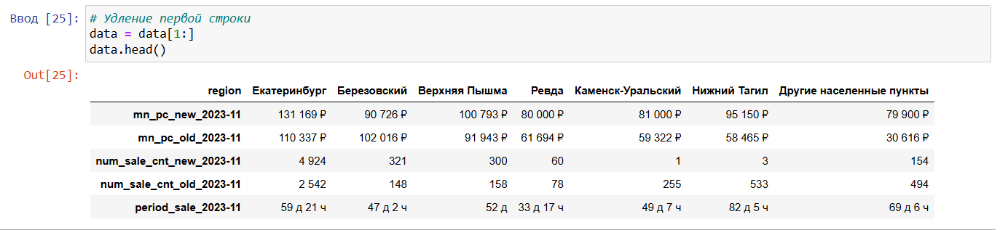 Ввод [25]: # Удление первой строки
data = data[1:]
data.head()
Out[25]:
region Екатеринбург Березовский Верхняя Пышма Ревда Каменск-Уральский Нижний Тагил Другие населенные пункты
mn_pc_new_2023-11 131 169 ₽ 90 726 ₽ 100 793 ₽ 80 000 ₽ 81 000 ₽ 95 150 ₽ 79 900 ₽
mn_pc_old_2023-11 110 337 ₽ 102 016 ₽ 91 943 ₽ 61 694 ₽ 59 322 ₽ 58 465 ₽ 30 616 ₽
num_sale_cnt_new_2023-11 4 924 321 300 60 1 3 154
num_sale_cnt_old_2023-11 2 542 148 158 78 255 533 494
period_sale_2023-11 59 д 21 ч 47 д 2 ч 52 д 33 д 17 ч 49 д 7 ч 82 д 5 ч 69 д 6 ч